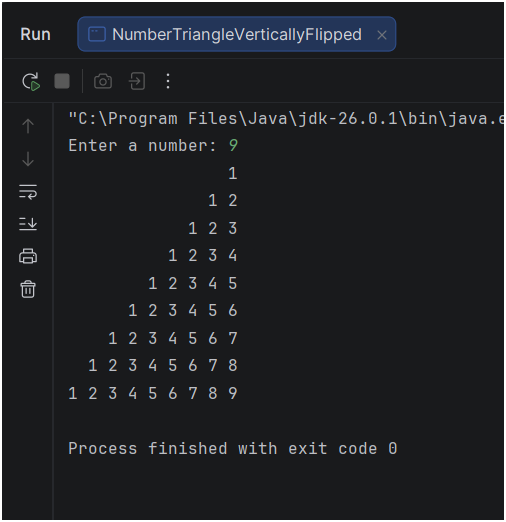 Run NumberTriangleVerticallyFlipped ×
"C:\Program Files\Java\jdk-26.0.1\bin\java.e
Enter a number: 9
                1
              1 2
            1 2 3
          1 2 3 4
        1 2 3 4 5
      1 2 3 4 5 6
    1 2 3 4 5 6 7
  1 2 3 4 5 6 7 8
1 2 3 4 5 6 7 8 9
Process finished with exit code 0